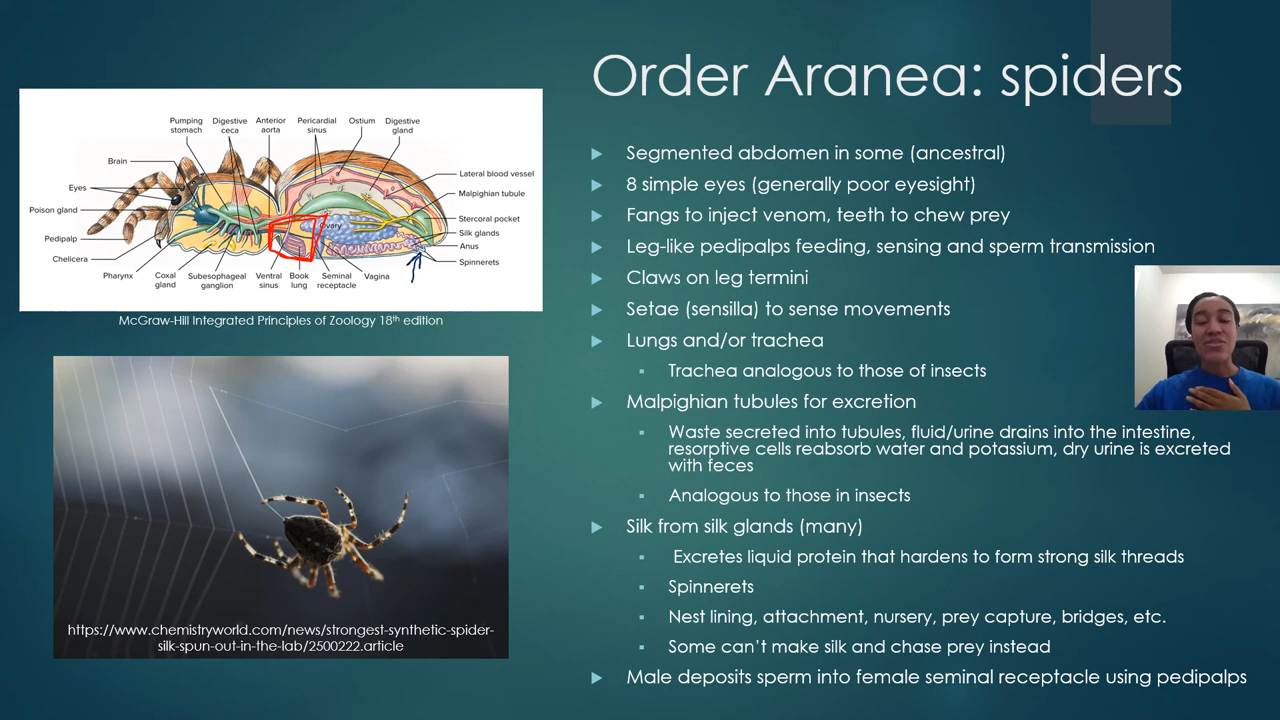 Order Aranea: spiders
Pumping stomach
Digestive ceca
Anterior aorta
Pericardial sinus
Ostium
Digestive gland
Brain
Eyes
Poison gland
Pedipalp
Chelicera
Pharynx
Coxal gland
Subesophageal ganglion
Ventral sinus
Book lung
Seminal receptacle
Vagina
Ovary
Lateral blood vessel
Malpighian tubule
Stercoral pocket
Silk glands
Anus
Spinnerets
McGraw-Hill Integrated Principles of Zoology 18th edition
https://www.chemistryworld.com/news/strongest-synthetic-spider-
silk-spun-out-in-the-lab/2500222.article
Segmented abdomen in some (ancestral)
8 simple eyes (generally poor eyesight)
Fangs to inject venom, teeth to chew prey
Leg-like pedipalps feeding, sensing and sperm transmission
Claws on leg termini
Setae (sensilla) to sense movements
Lungs and/or trachea
Trachea analogous to those of insects
Malpighian tubules for excretion
Waste secreted into tubules, fluid/urine drains into the intestine,
resorptive cells reabsorb water and potassium, dry urine is excreted
with feces
Analogous to those in insects
Silk from silk glands (many)
Excretes liquid protein that hardens to form strong silk threads
Spinnerets
Nest lining, attachment, nursery, prey capture, bridges, etc.
Some can't make silk and chase prey instead
Male deposits sperm into female seminal receptacle using pedipalps